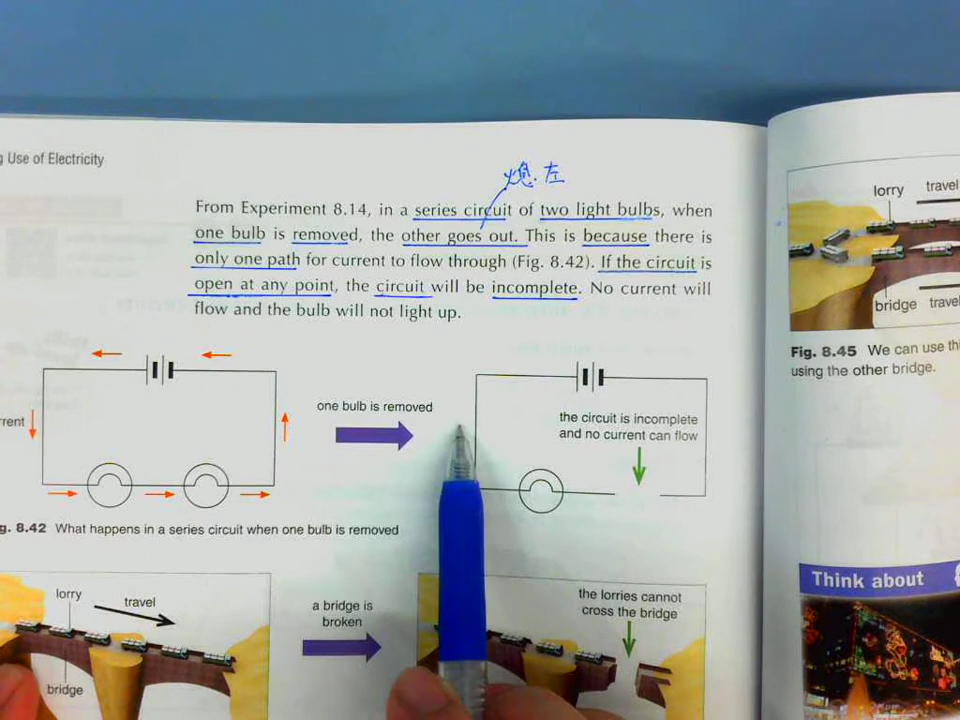 g Use of Electricity
熄左
From Experiment 8.14, in a series circuit of two light bulbs, when
one bulb is removed, the other goes out. This is because there is
only one path for current to flow through (Fig. 8.42). If the circuit is
open at any point, the circuit will be incomplete. No current will
flow and the bulb will not light up.
one bulb is removed
the circuit is incomplete
and no current can flow
rrent
g. 8.42 What happens in a series circuit when one bulb is removed
lorry
travel
bridge
a bridge is
broken
the lorries cannot
cross the bridge
lorry
travel
bridge
travel
Fig. 8.45 We can use thi
using the other bridge.
Think about